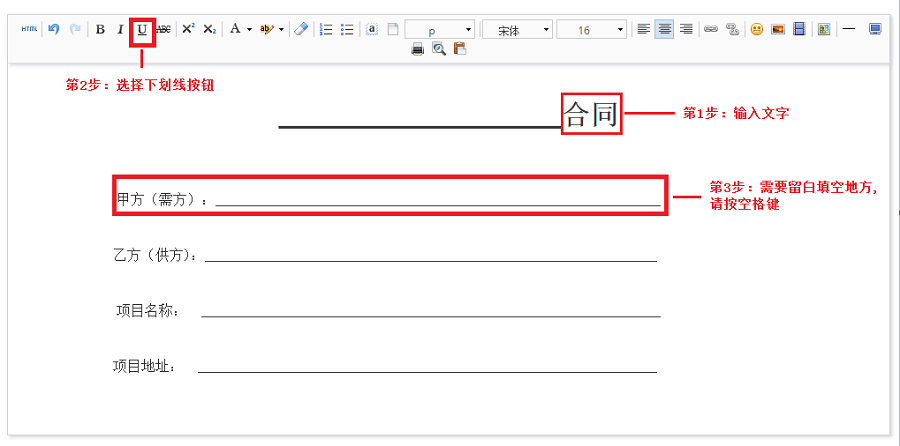 HTML B I U ABC X² X₂ A ab a p 宋体 16
第2步：选择下划线按钮
合同
第1步：输入文字
甲方（需方）：
第3步：需要留白填空地方,
请按空格键
乙方（供方）：
项目名称：
项目地址：